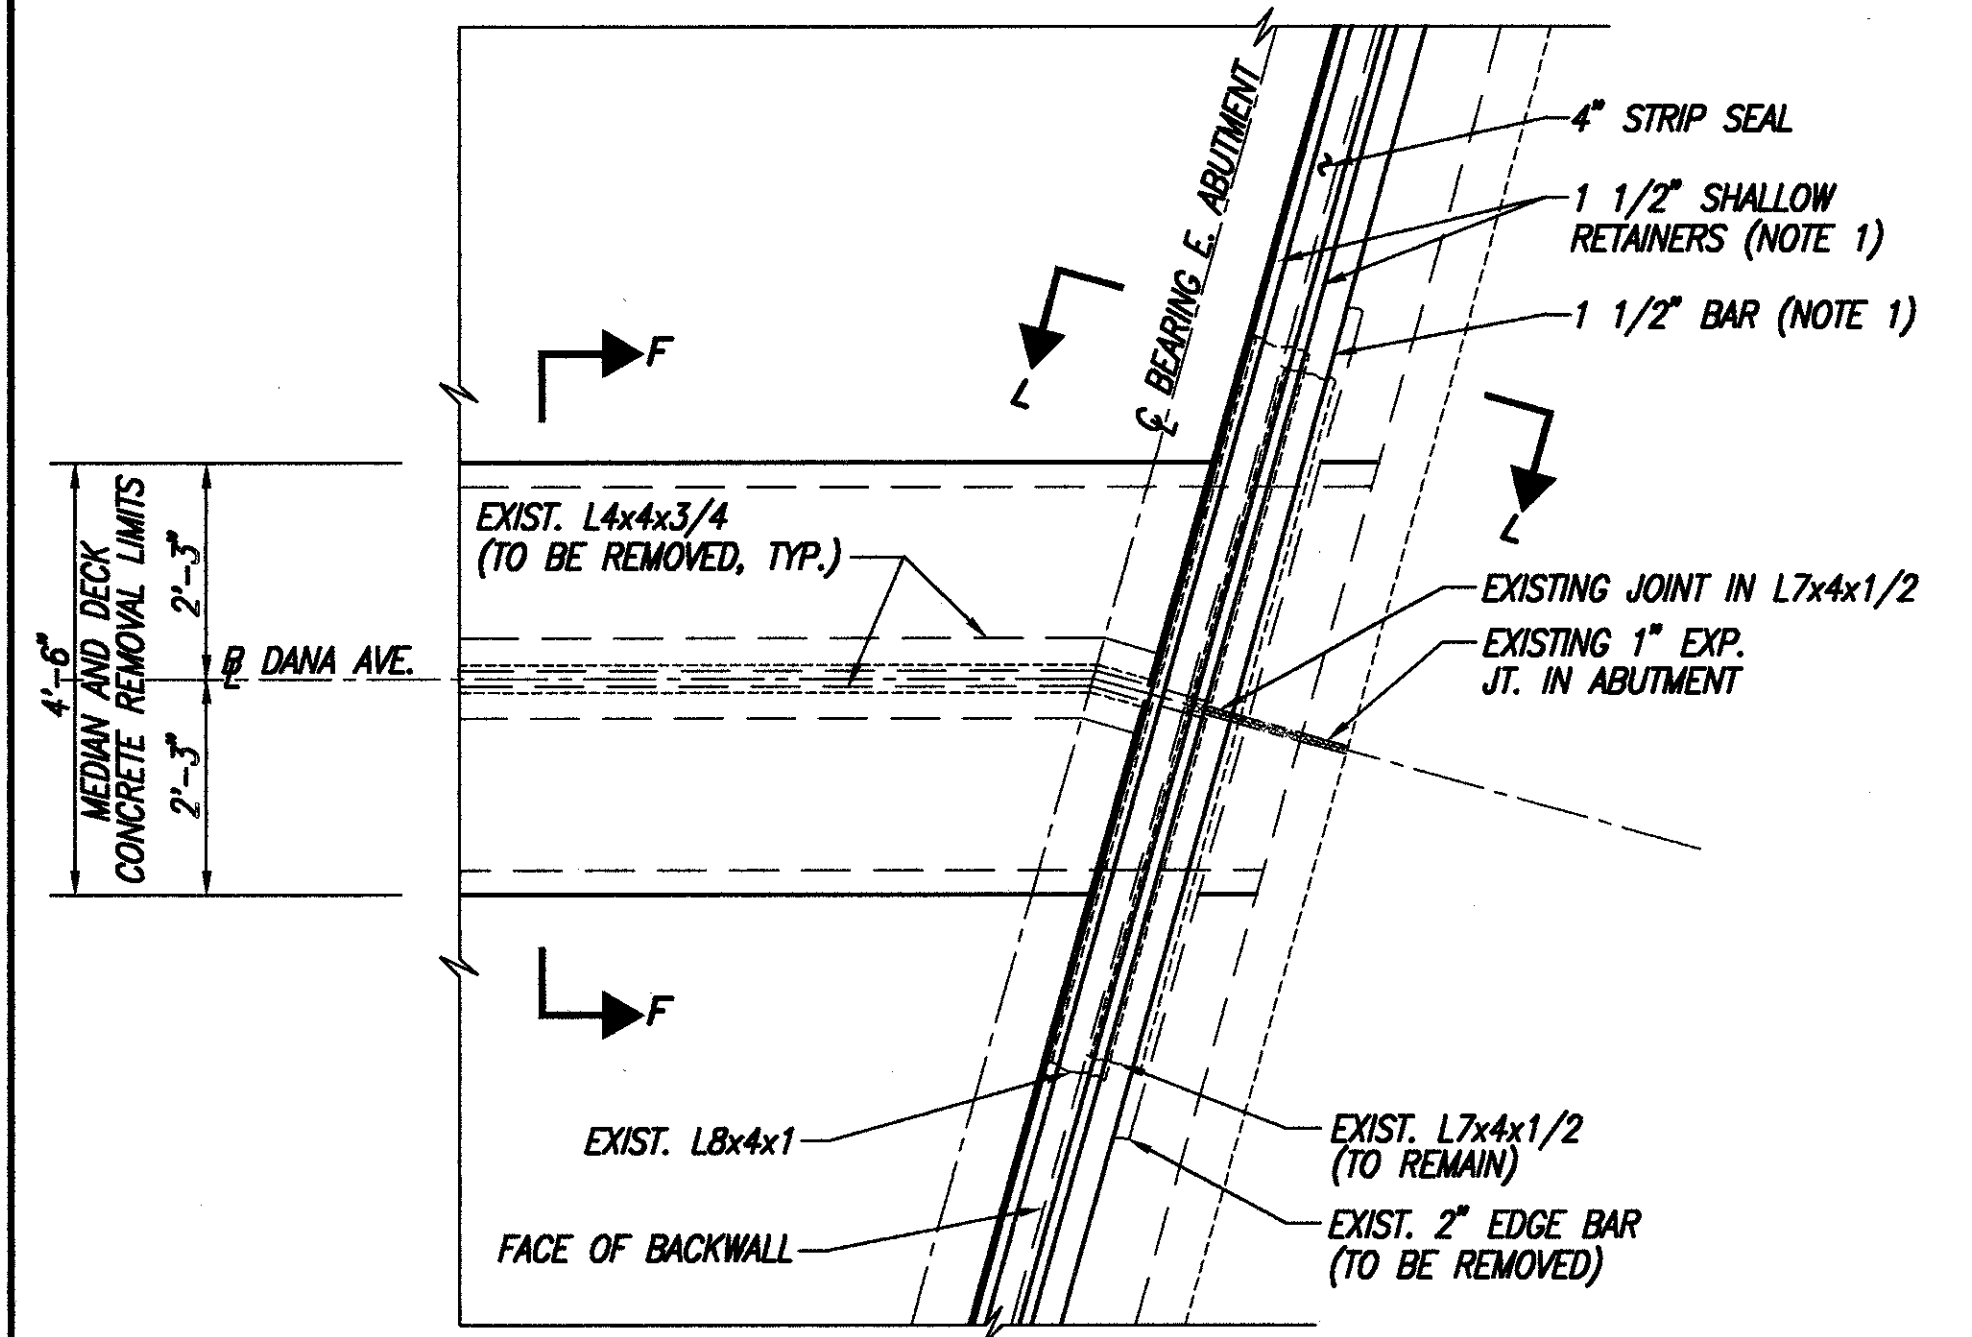 ℄ BEARING E. ABUTMENT
4" STRIP SEAL
1 1/2" SHALLOW
RETAINERS (NOTE 1)
1 1/2" BAR (NOTE 1)
F
L
L
EXIST. L4x4x3/4
(TO BE REMOVED, TYP.)
4'-6"
MEDIAN AND DECK
CONCRETE REMOVAL LIMITS
2'-3"
2'-3"
DANA AVE.
EXISTING JOINT IN L7x4x1/2
EXISTING 1" EXP.
JT. IN ABUTMENT
F
EXIST. L8x4x1
FACE OF BACKWALL
EXIST. L7x4x1/2
(TO REMAIN)
EXIST. 2" EDGE BAR
(TO BE REMOVED)